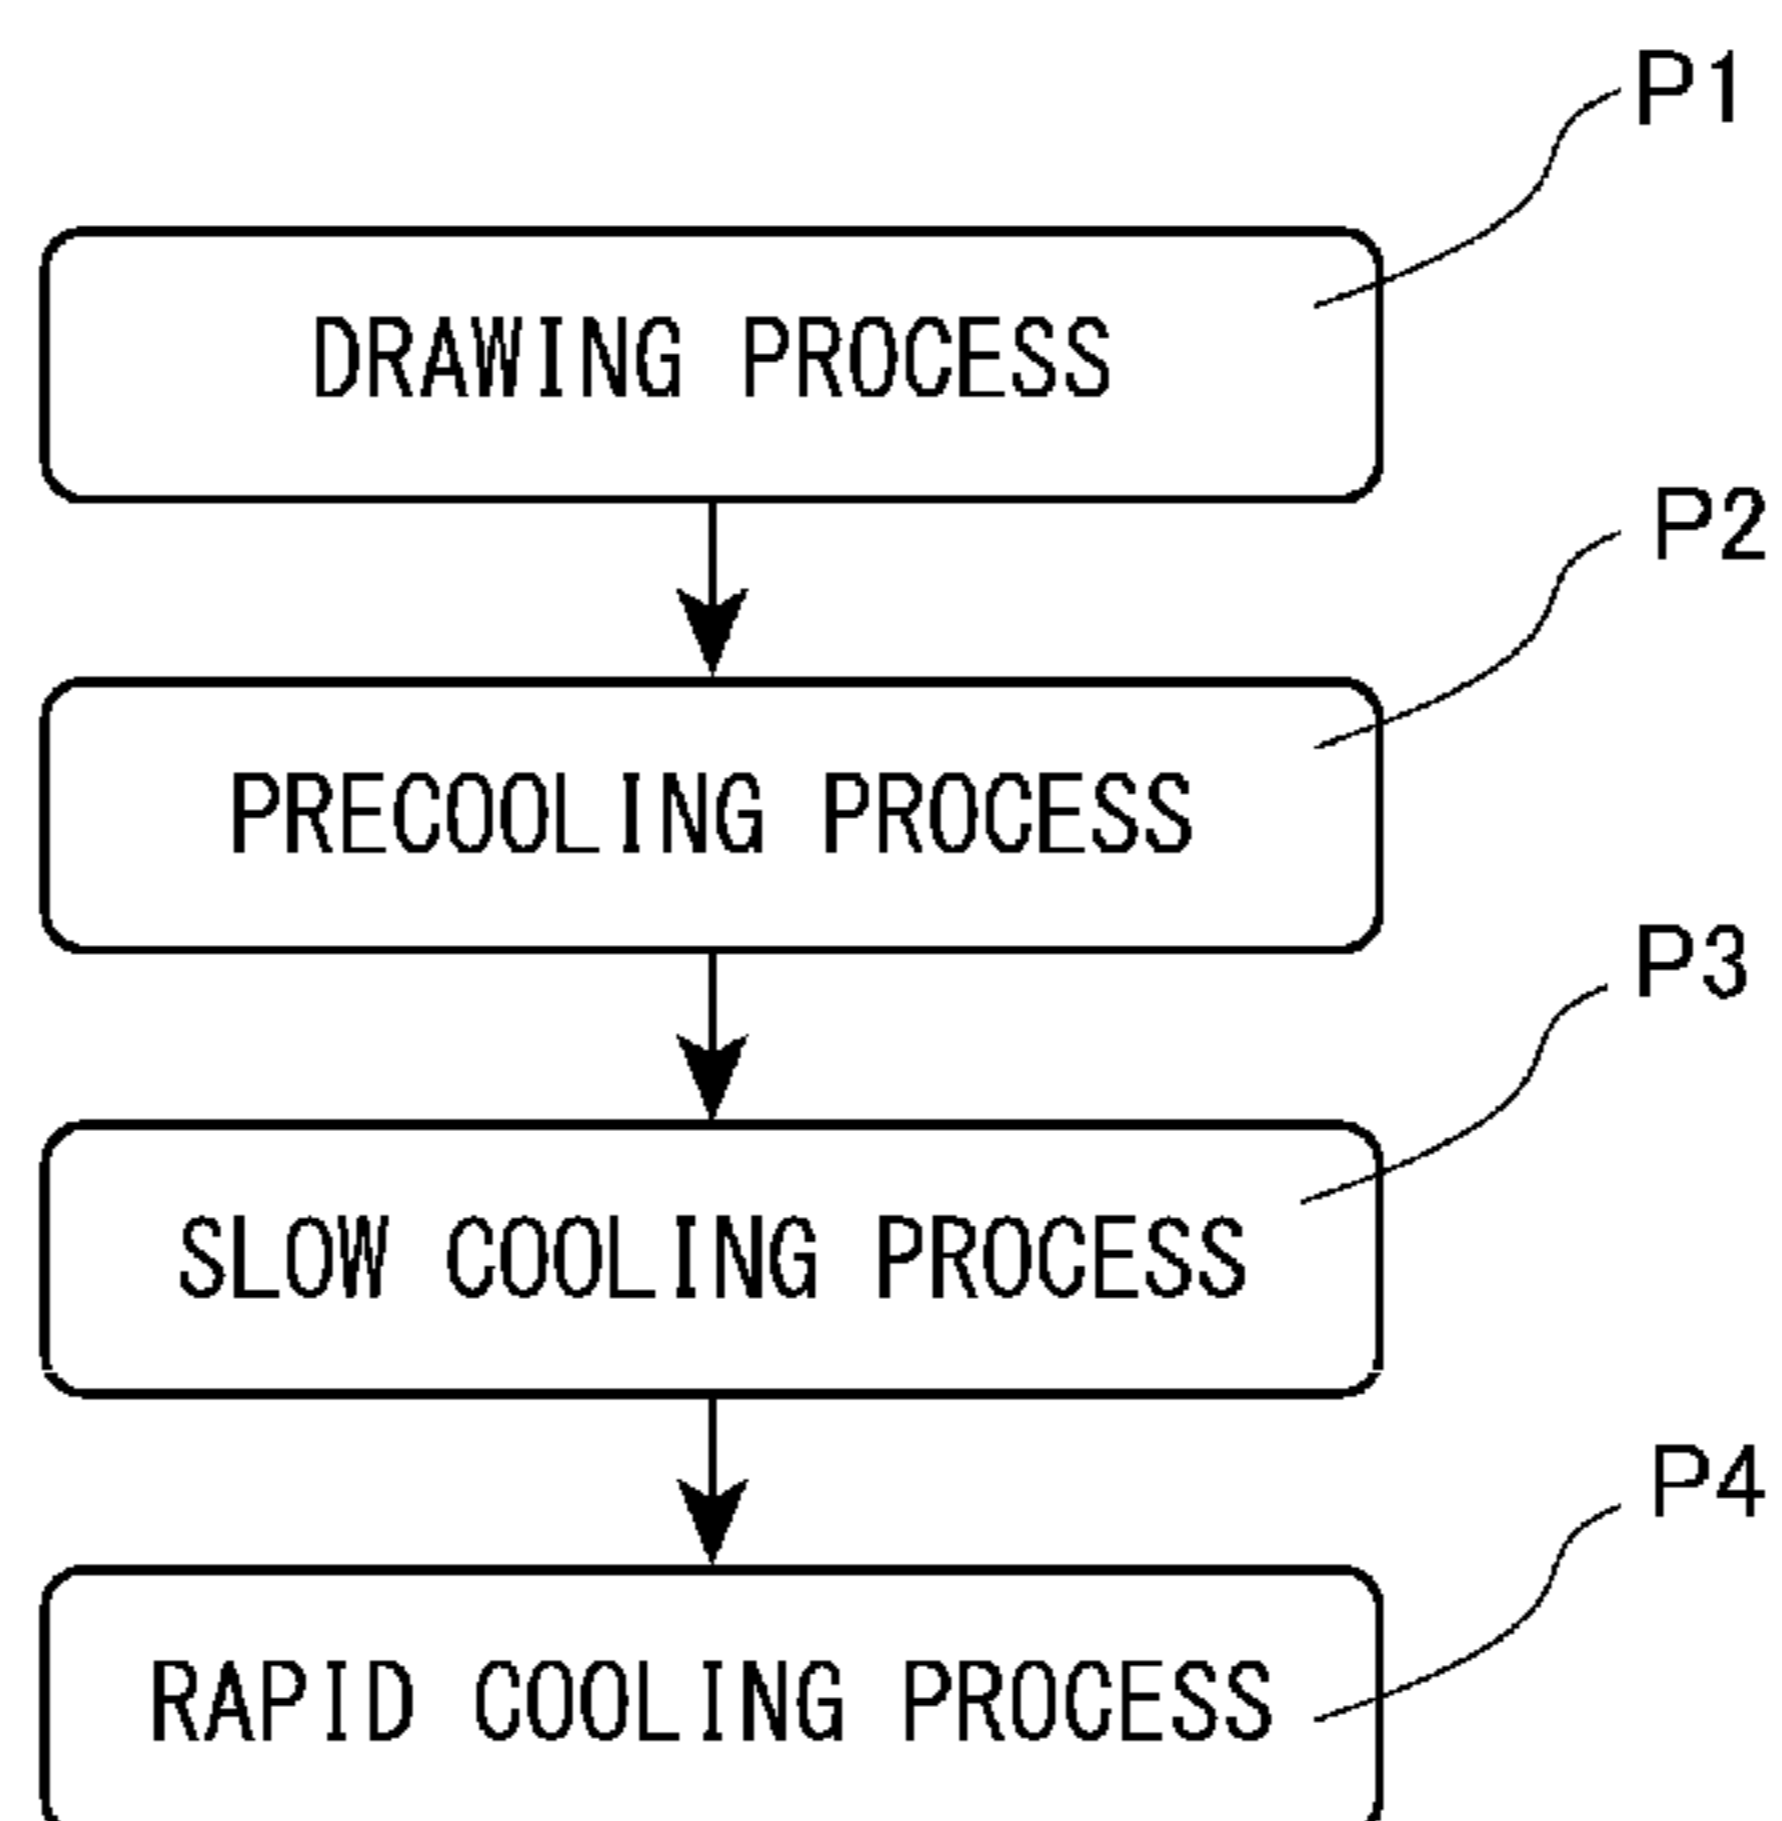 P1
DRAWING PROCESS
P2
PRECOOLING PROCESS
P3
SLOW COOLING PROCESS
P4
RAPID COOLING PROCESS